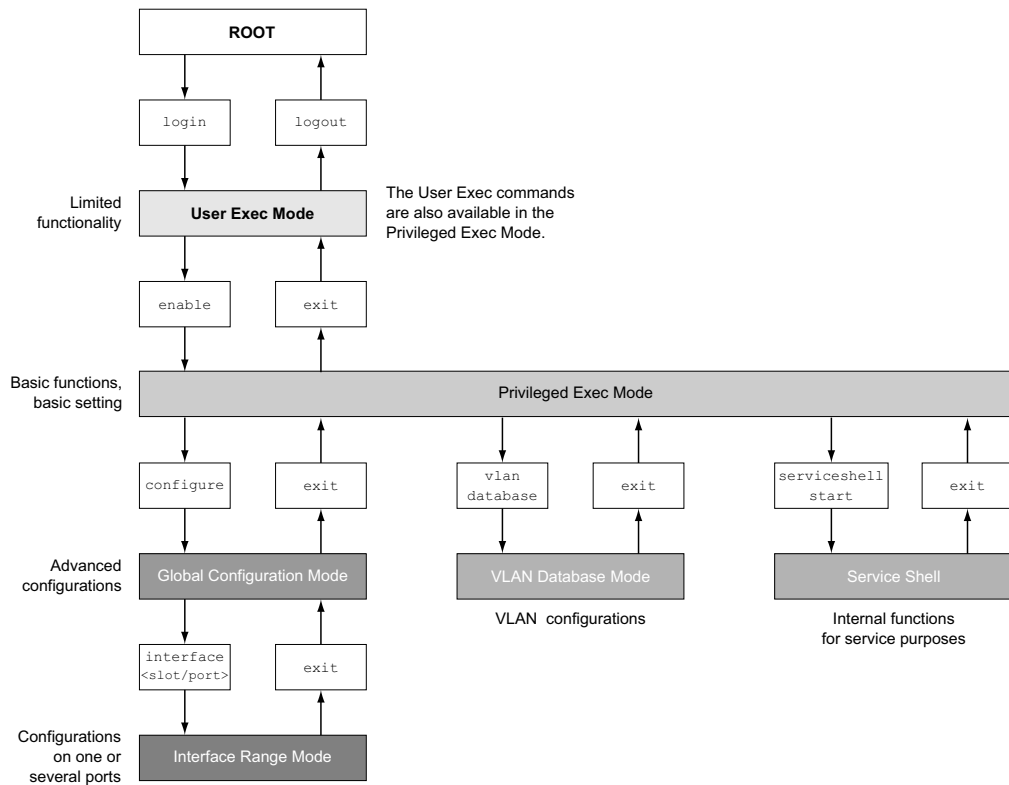 ROOT
login
logout
Limited
functionality
User Exec Mode
The User Exec commands
are also available in the
Privileged Exec Mode.
enable
exit
Basic functions,
basic setting
Privileged Exec Mode
configure
exit
vlan
database
exit
serviceshell
start
exit
Advanced
configurations
Global Configuration Mode
VLAN Database Mode
Service Shell
VLAN configurations
Internal functions
for service purposes
interface
<slot/port>
exit
Configurations
on one or
several ports
Interface Range Mode